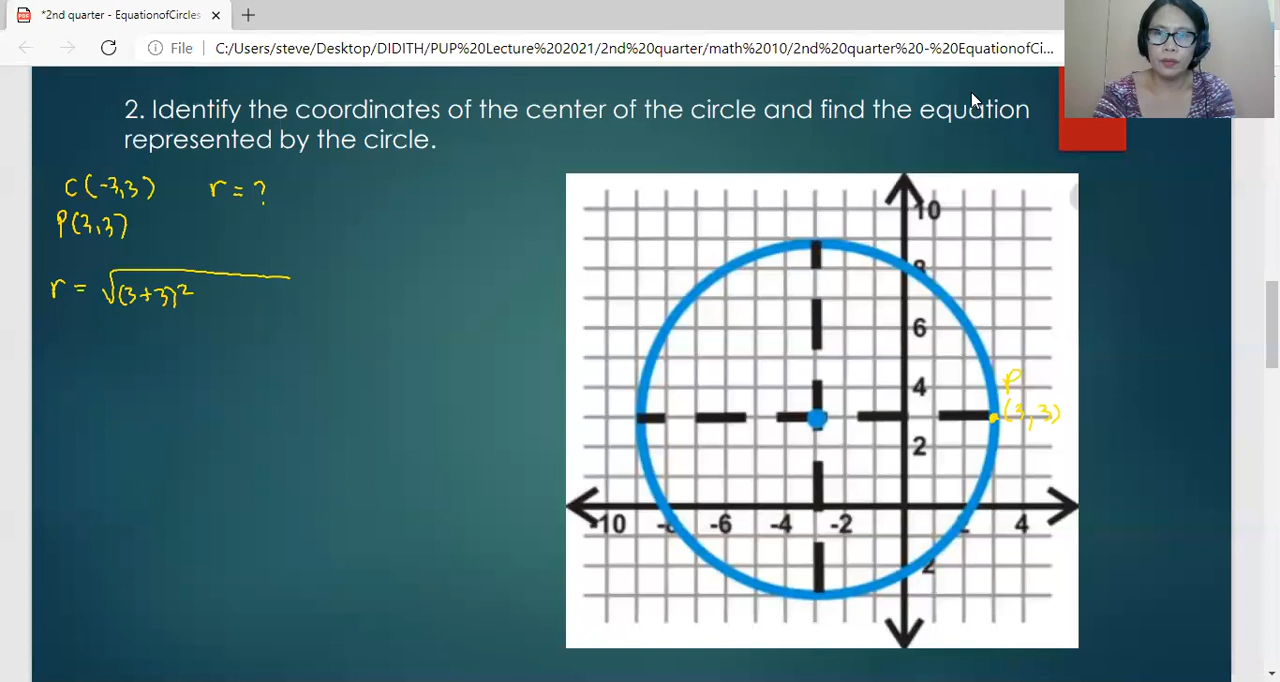 *2nd quarter - EquationofCircles
File C:/Users/steve/Desktop/DIDITH/PUP%20Lecture%202021/2nd%20quarter/math%2010/2nd%20quarter%20-%20EquationofCi...
2. Identify the coordinates of the center of the circle and find the equation
represented by the circle.
C(-3,3) r = ?
P(3,3)
r = √(3+3)²
10
8
6
4
P
(3,3)
2
-10 -6 -4 -2 4
2